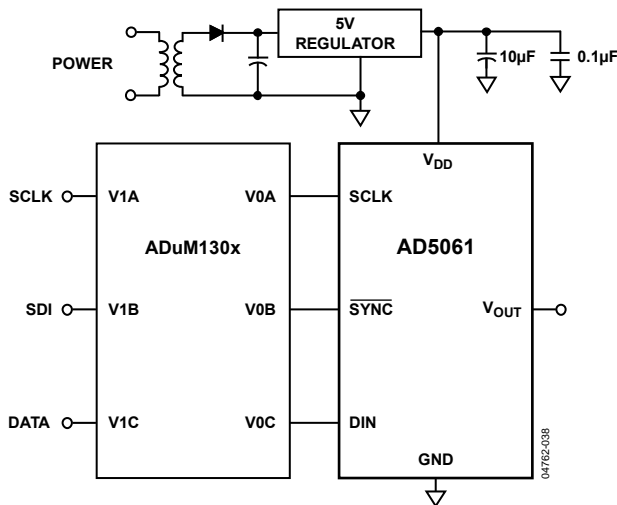 5V
REGULATOR
POWER
10µF
0.1µF
VDD
SCLK
V1A
V0A
SCLK
ADuM130x
AD5061
SDI
V1B
V0B
SYNC
VOUT
DATA
V1C
V0C
DIN
GND
04762-038